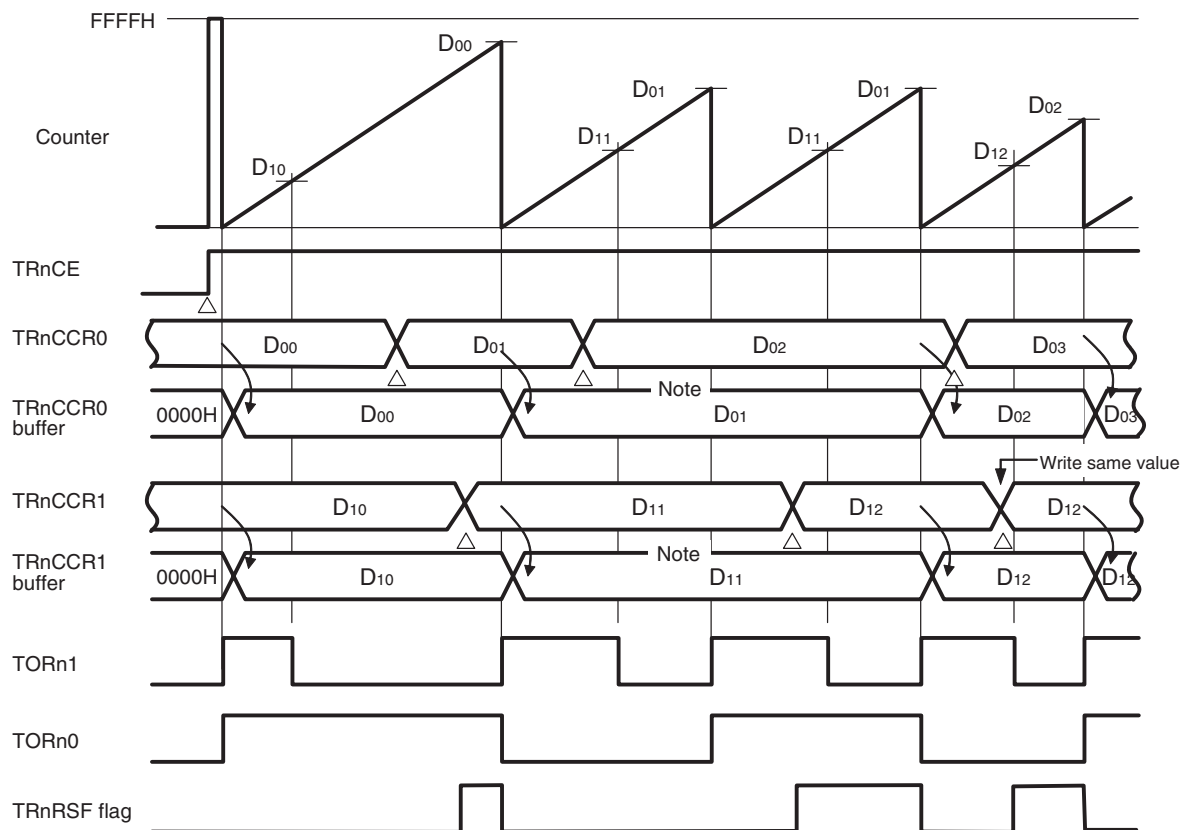 FFFFH
D00
D01
D01
D02
Counter
D11
D11
D12
D10
TRnCE
TRnCCR0
D00
D01
D02
D03
TRnCCR0
buffer
0000H
D00
Note
D01
D02
D03
Write same value
TRnCCR1
D10
D11
D12
D12
TRnCCR1
buffer
0000H
D10
Note
D11
D12
D12
TORn1
TORn0
TRnRSF flag